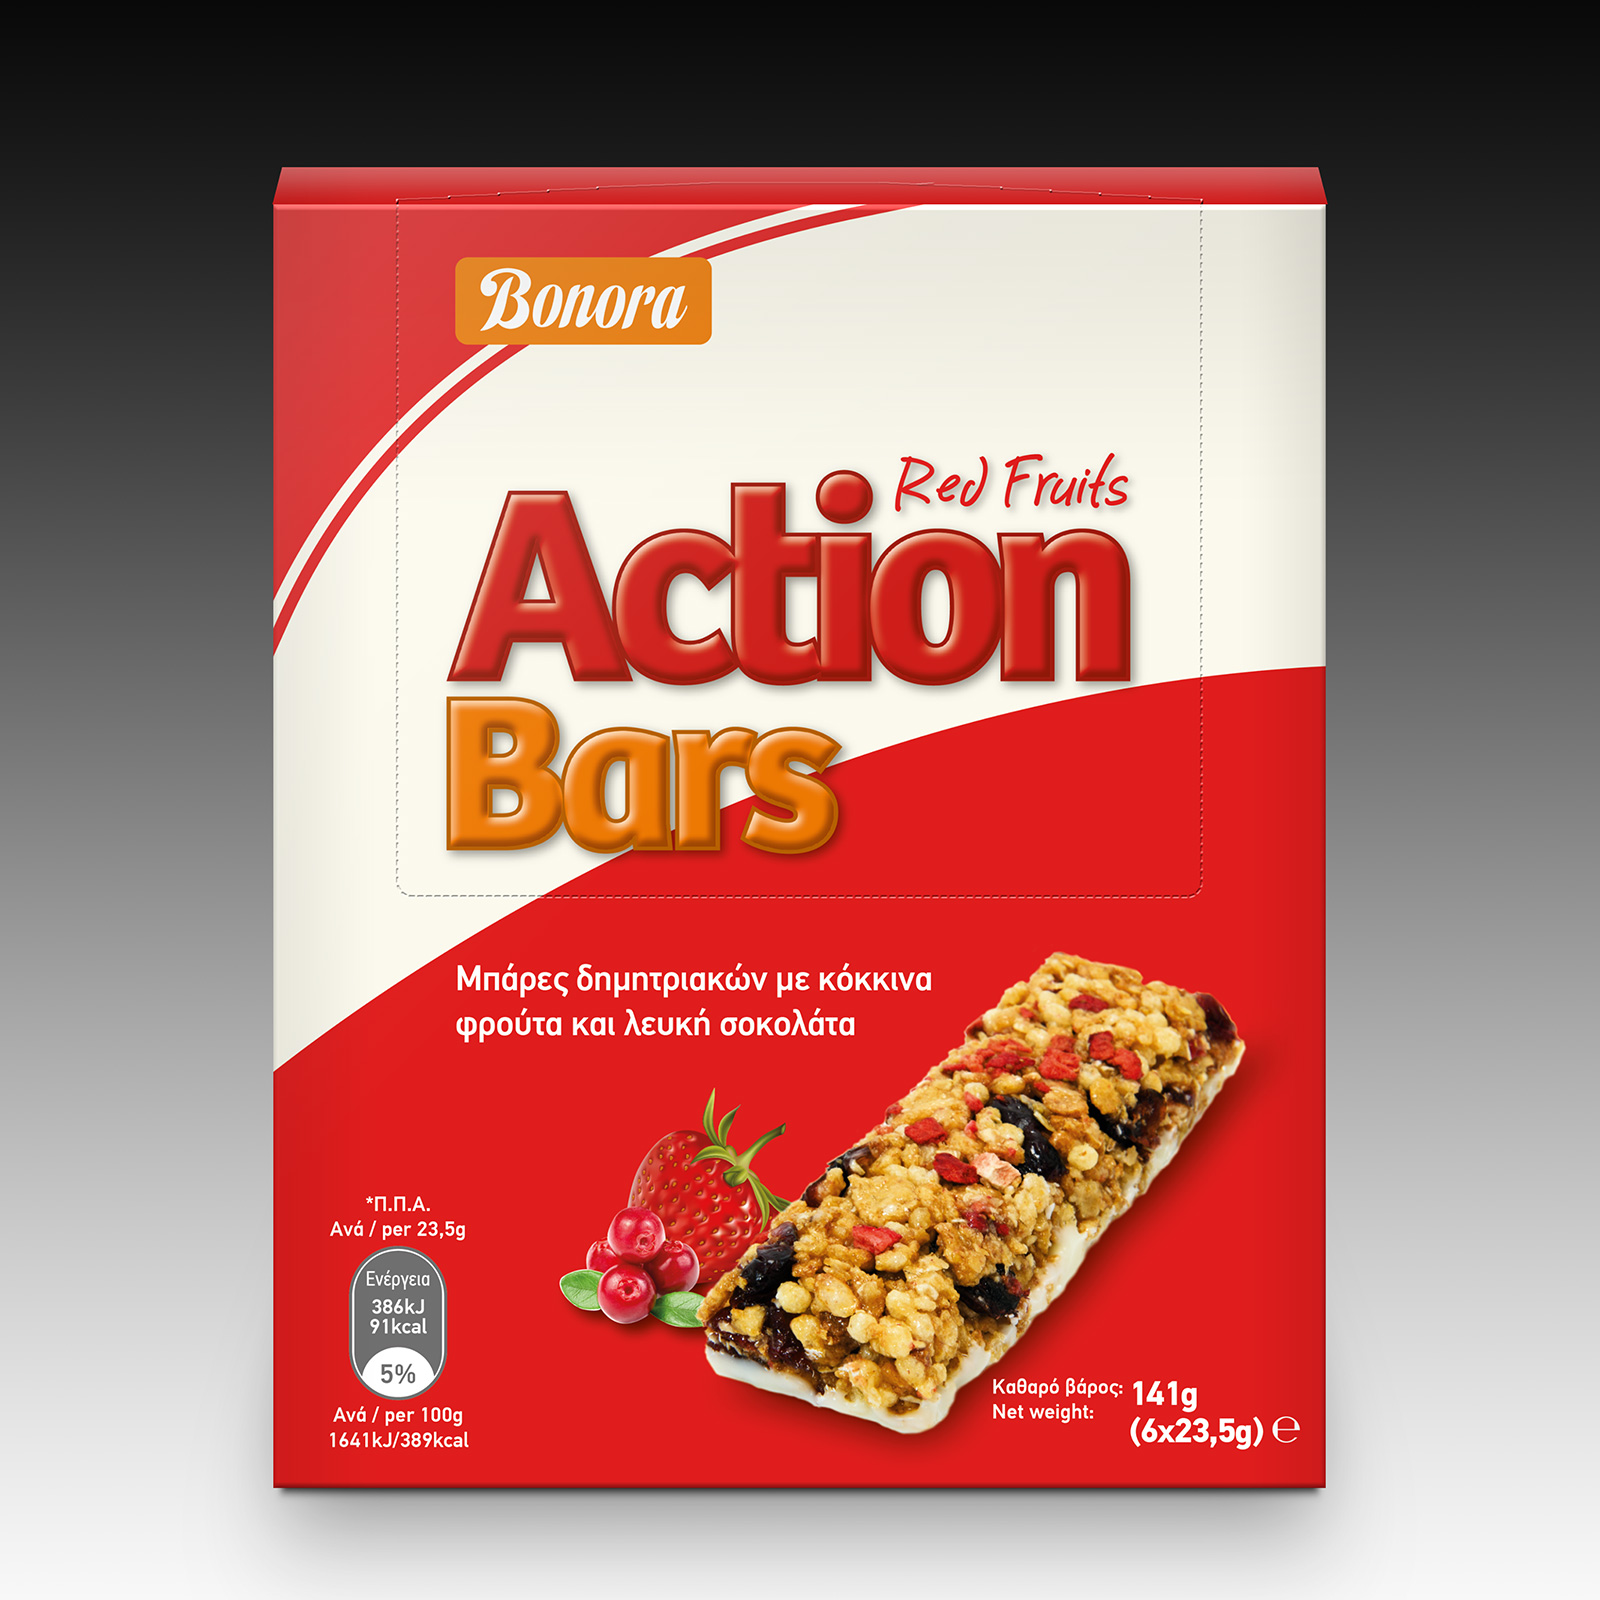 Bonora
Red Fruits
Action
Bars
Μπάρες δημητριακών με κόκκινα
φρούτα και λευκή σοκολάτα
*Π.Π.Α.
Ανά / per 23,5g
Ενέργεια
386kJ
91kcal
5%
Ανά / per 100g
1641kJ/389kcal
Καθαρό βάρος: 141g
Net weight: (6x23,5g) ℮